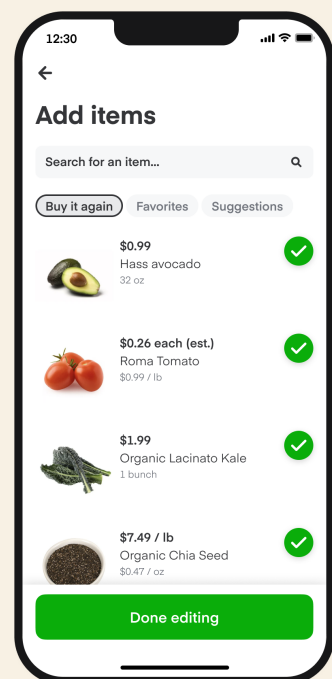 12:30
Add items
Search for an item...
Buy it again Favorites Suggestions
$0.99
Hass avocado
32 oz
$0.26 each (est.)
Roma Tomato
$0.99 / lb
$1.99
Organic Lacinato Kale
1 bunch
$7.49 / lb
Organic Chia Seed
$0.47 / oz
Done editing